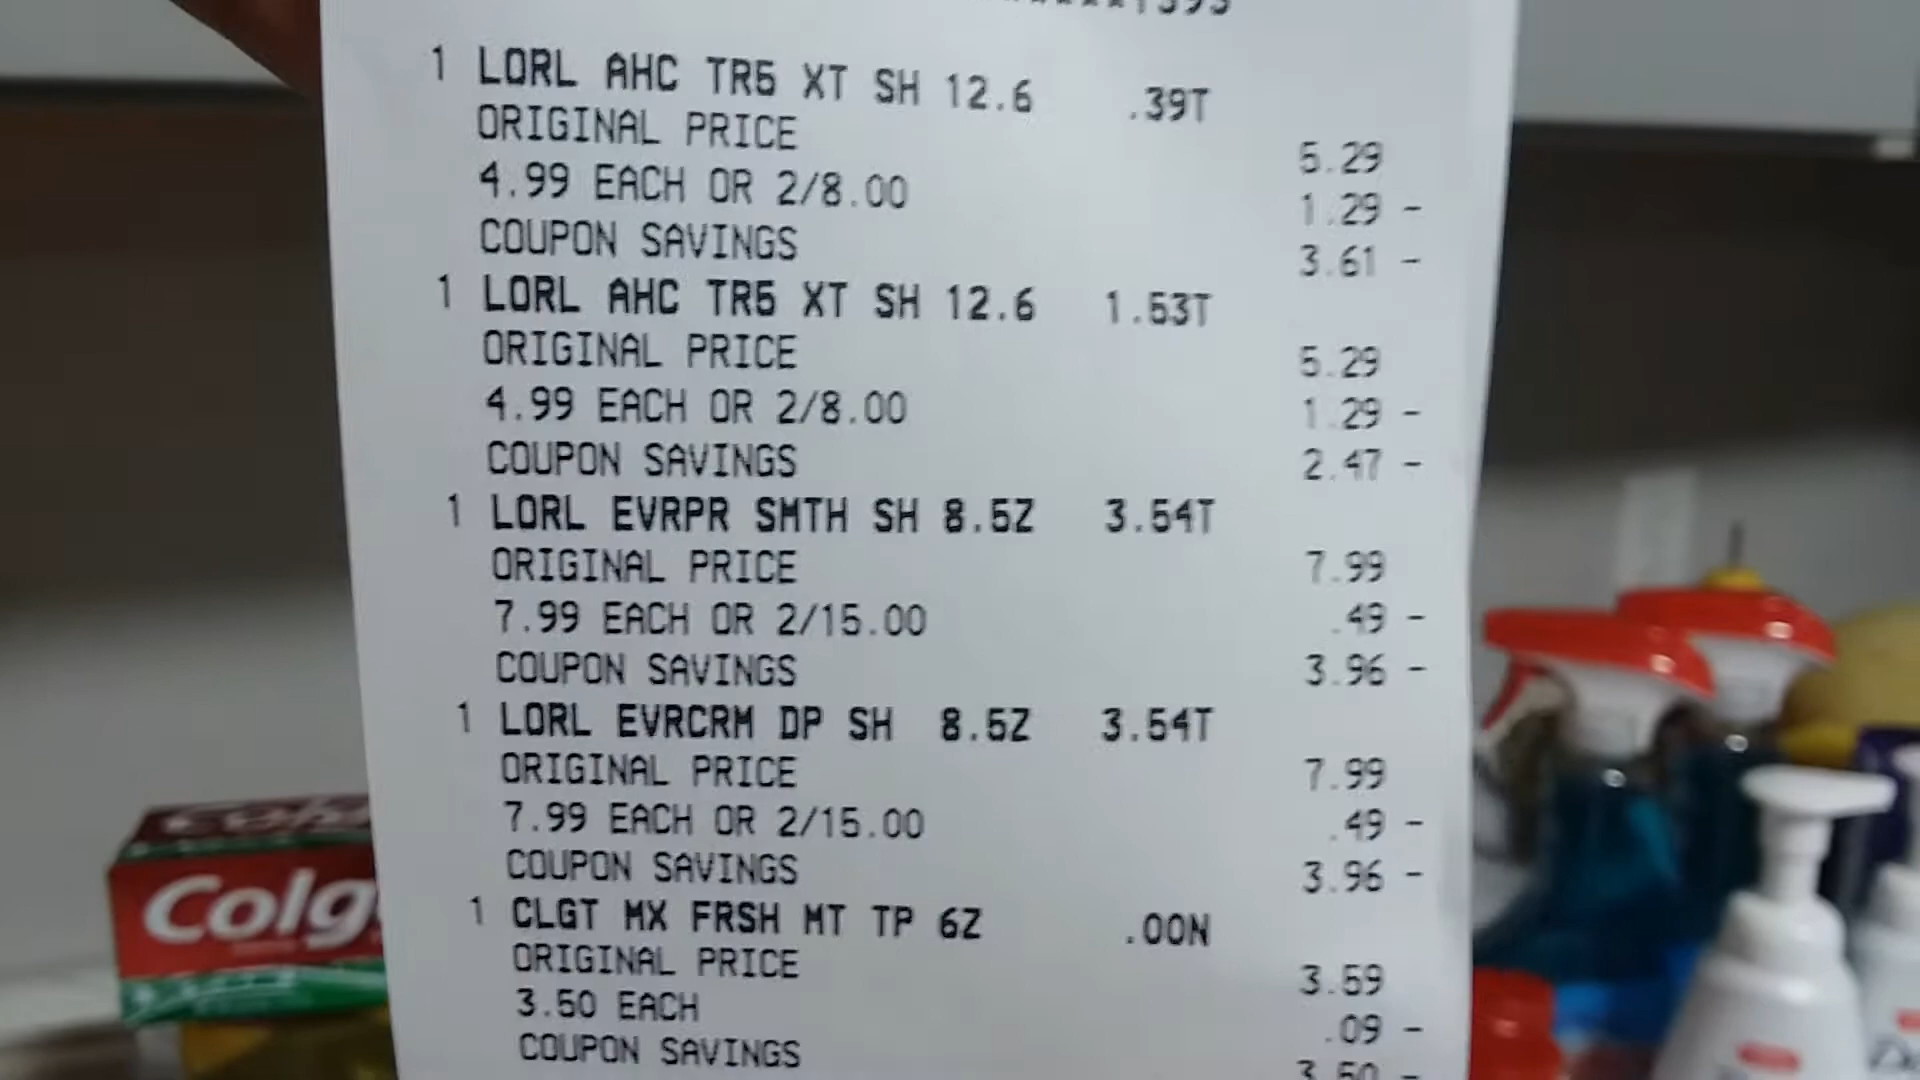 1 LORL AHC TR5 XT SH 12.6 .39T
ORIGINAL PRICE 5.29
4.99 EACH OR 2/8.00 1.29 -
COUPON SAVINGS 3.61 -
1 LORL AHC TR5 XT SH 12.6 1.53T
ORIGINAL PRICE 5.29
4.99 EACH OR 2/8.00 1.29 -
COUPON SAVINGS 2.47 -
1 LORL EVRPR SMTH SH 8.5Z 3.54T
ORIGINAL PRICE 7.99
7.99 EACH OR 2/15.00 .49 -
COUPON SAVINGS 3.96 -
1 LORL EVRCRM DP SH 8.5Z 3.54T
ORIGINAL PRICE 7.99
7.99 EACH OR 2/15.00 .49 -
COUPON SAVINGS 3.96 -
1 CLGT MX FRSH MT TP 6Z .00N
ORIGINAL PRICE 3.59
3.50 EACH .09 -
COUPON SAVINGS 3.50 -
Colg